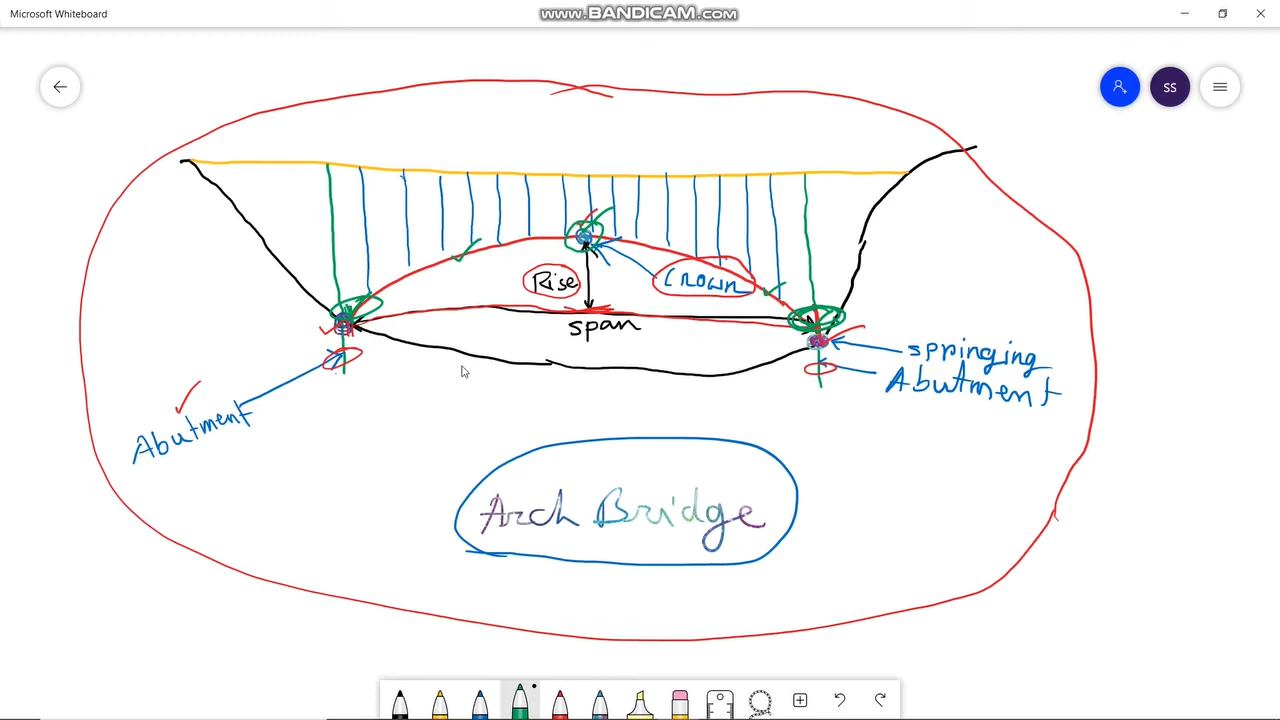 Microsoft Whiteboard
www.BANDICAM.com
SS
Rise
Crown
span
springing
Abutment
Abutment
Arch Bridge